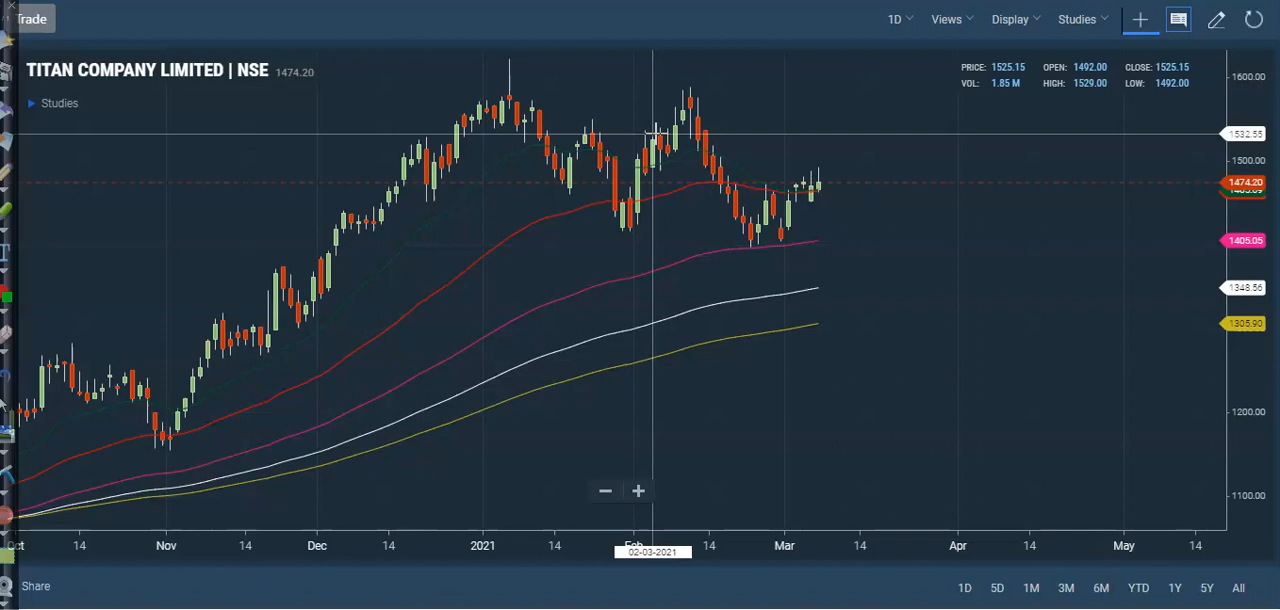 Trade
1D Views Display Studies
TITAN COMPANY LIMITED | NSE 1474.20
PRICE: 1525.15 OPEN: 1492.00 CLOSE: 1525.15
VOL: 1.85 M HIGH: 1529.00 LOW: 1492.00
Studies
1600.00
1532.55
1500.00
1474.20
1405.05
1348.56
1305.90
1200.00
1100.00
Oct 14 Nov 14 Dec 14 2021 14 Feb 14 Mar 14 Apr 14 May 14
02-03-2021
Share
1D 5D 1M 3M 6M YTD 1Y 5Y All